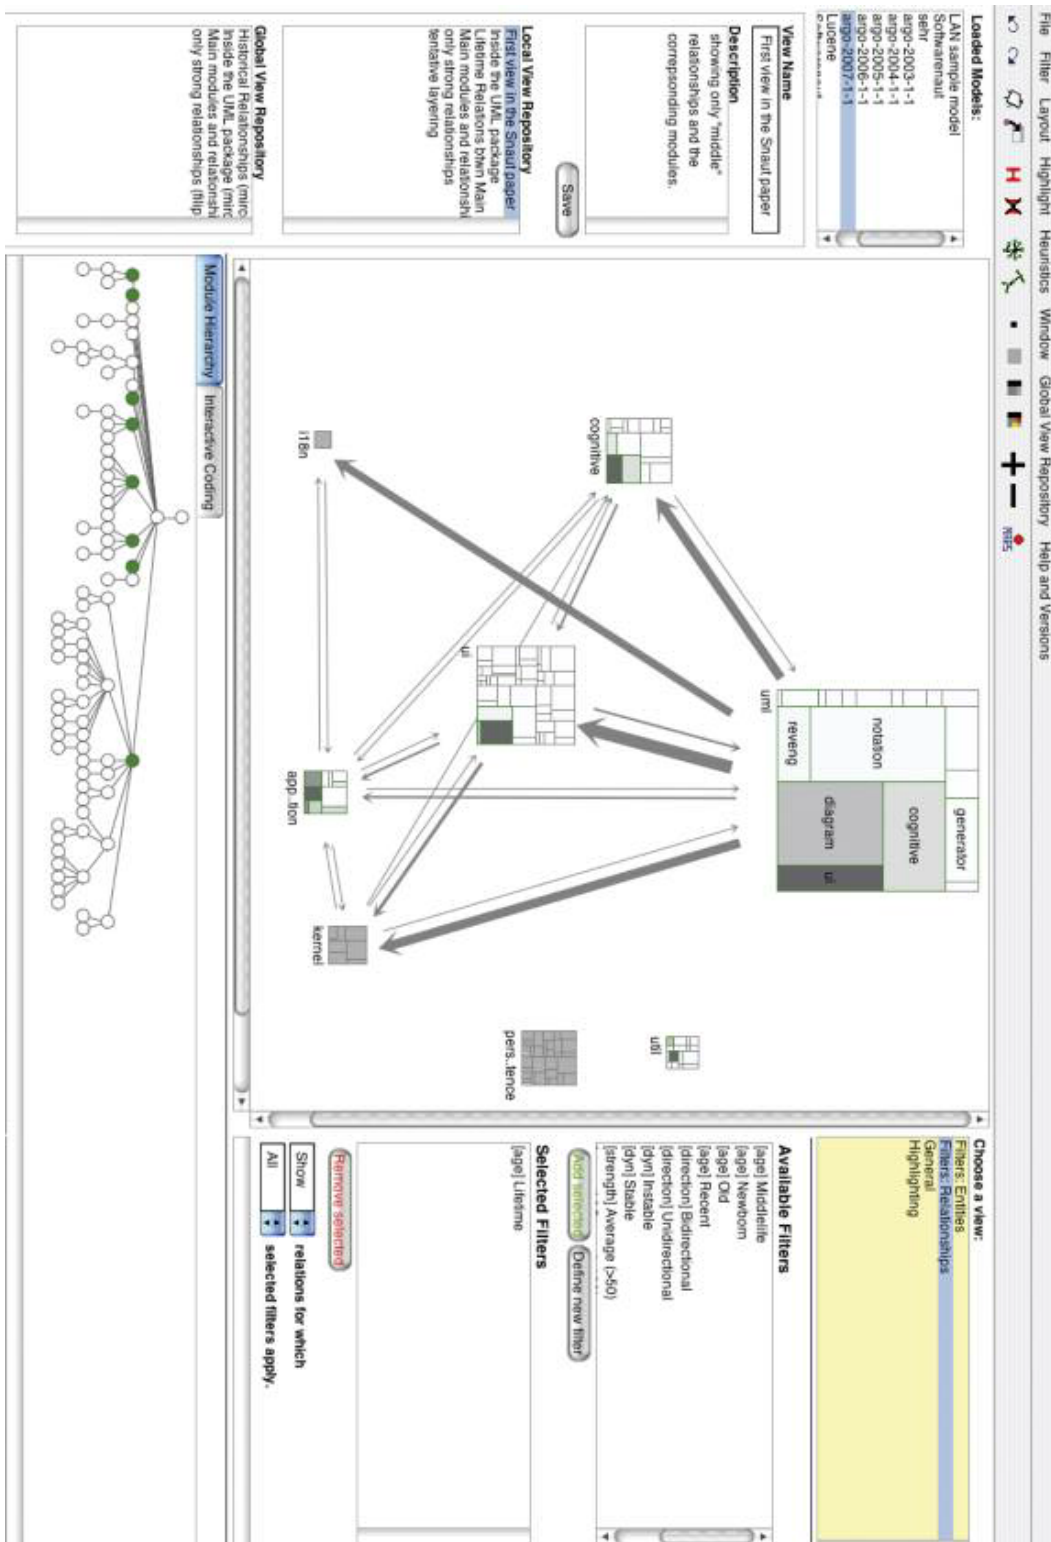 File Filter Layout Highlight Heuristics Window Global View Repository Help and Versions
H
MARS
Loaded Models:
LAN sample model
Softwarenaut
sehr
argo-2003-1-1
argo-2004-1-1
argo-2005-1-1
argo-2006-1-1
argo-2007-1-1
Lucene
View Name
First view in the Snaut paper
Description
showing only "middle"
relationships and the
correpsonding modules.
Save
Local View Repository
First view in the Snaut paper
Inside the UML package
Lifetime Relations btwn Main
Main modules and relationshi
only strong relationships
tentative layering
Global View Repository
Historical Relationships (mirc
Inside the UML package (mirc
Main modules and relationshi
only strong relationships (filip
generator
notation
cognitive
diagram
ui
reveng
uml
cognitive
ui
i18n
app..tion
kernel
util
pers..tence
Module Hierarchy
Interactive Coding
Choose a view:
Filters: Entities
Filters: Relationships
General
Highlighting
Available Filters
[age] Middlelife
[age] Newborn
[age] Old
[age] Recent
[direction] Bidirectional
[direction] Unidirectional
[dyn] Instable
[dyn] Stable
[strength] Average (>50)
Add selected
Define new filter
Selected Filters
[age] Lifetime
Remove selected
Show relations for which
All selected filters apply.